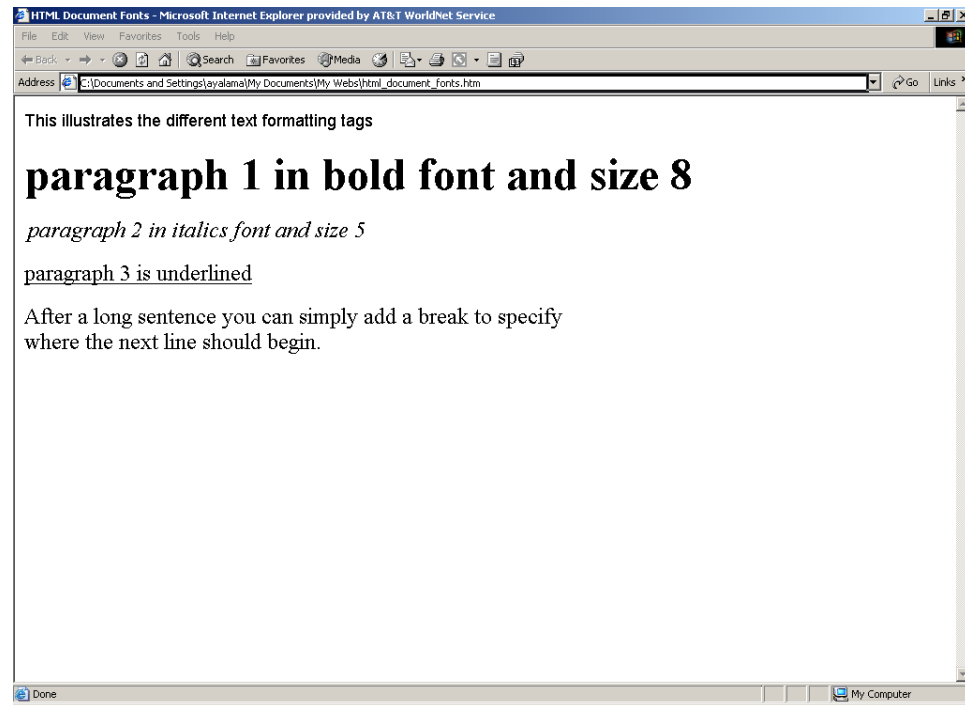 HTML Document Fonts - Microsoft Internet Explorer provided by AT&T WorldNet Service
File Edit View Favorites Tools Help
Back Search Favorites Media
Address C:\Documents and Settings\ayalama\My Documents\My Webs\html_document_fonts.htm Go Links
This illustrates the different text formatting tags
paragraph 1 in bold font and size 8
paragraph 2 in italics font and size 5
paragraph 3 is underlined
After a long sentence you can simply add a break to specify
where the next line should begin.
Done My Computer